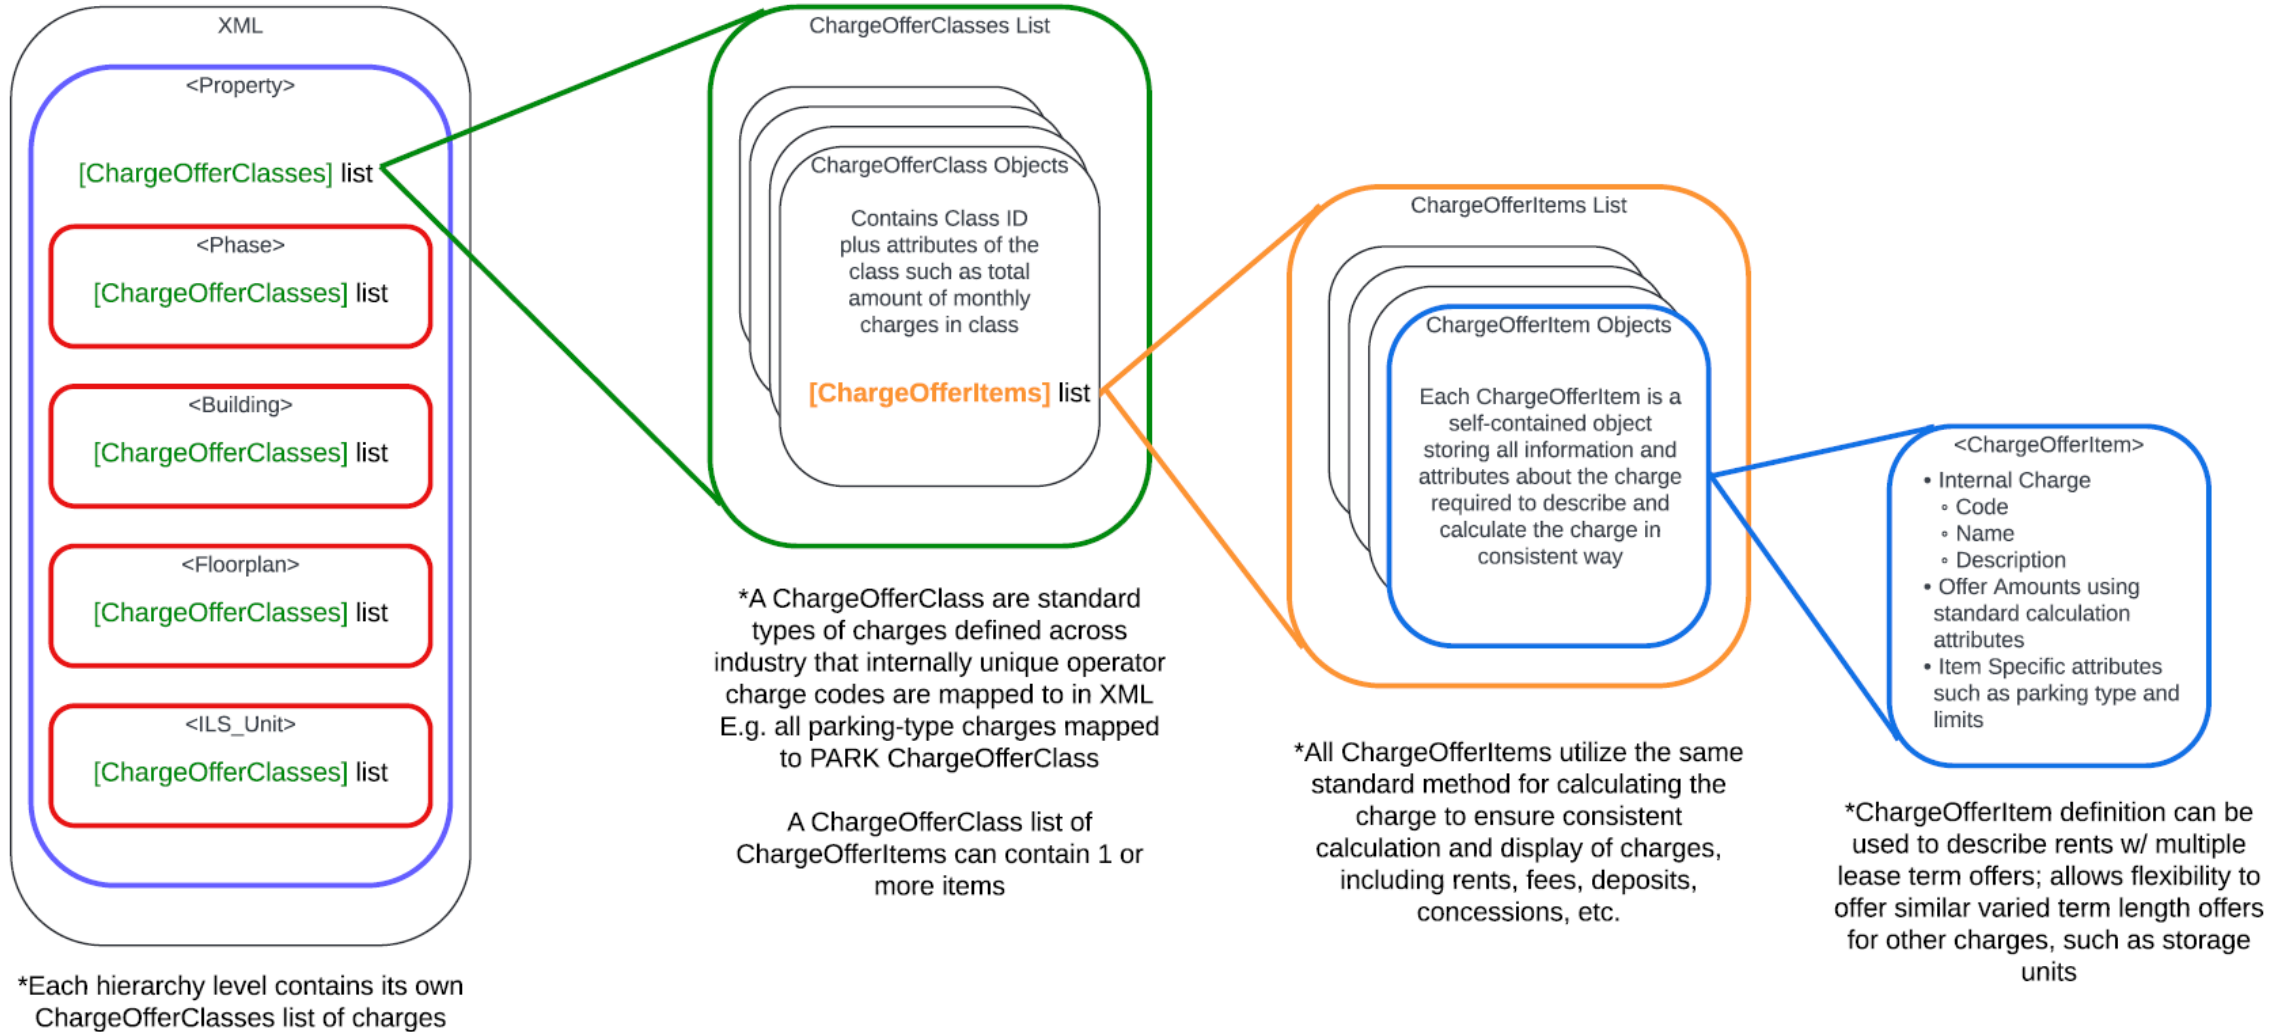 XML
<Property>
[ChargeOfferClasses] list
<Phase>
[ChargeOfferClasses] list
<Building>
[ChargeOfferClasses] list
<Floorplan>
[ChargeOfferClasses] list
<ILS_Unit>
[ChargeOfferClasses] list
*Each hierarchy level contains its own
ChargeOfferClasses list of charges
ChargeOfferClasses List
ChargeOfferClass Objects
Contains Class ID
plus attributes of the
class such as total
amount of monthly
charges in class
[ChargeOfferItems] list
*A ChargeOfferClass are standard
types of charges defined across
industry that internally unique operator
charge codes are mapped to in XML
E.g. all parking-type charges mapped
to PARK ChargeOfferClass
A ChargeOfferClass list of
ChargeOfferItems can contain 1 or
more items
ChargeOfferItems List
ChargeOfferItem Objects
Each ChargeOfferItem is a
self-contained object
storing all information and
attributes about the charge
required to describe and
calculate the charge in
consistent way
*All ChargeOfferItems utilize the same
standard method for calculating the
charge to ensure consistent
calculation and display of charges,
including rents, fees, deposits,
concessions, etc.
<ChargeOfferItem>
• Internal Charge
◦ Code
◦ Name
◦ Description
• Offer Amounts using
standard calculation
attributes
• Item Specific attributes
such as parking type and
limits
*ChargeOfferItem definition can be
used to describe rents w/ multiple
lease term offers; allows flexibility to
offer similar varied term length offers
for other charges, such as storage
units